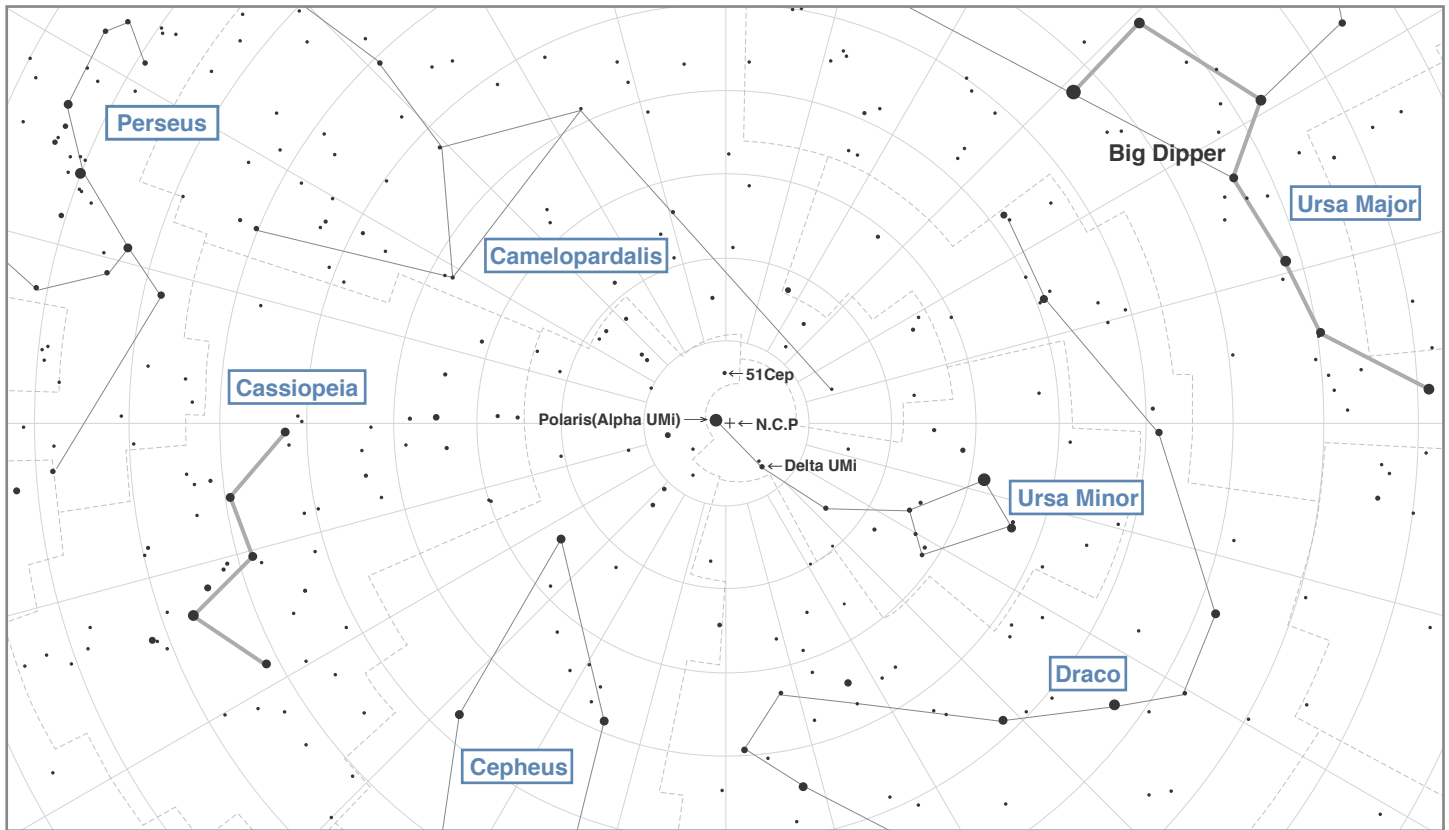 Perseus
Big Dipper
Ursa Major
Camelopardalis
51Cep
Cassiopeia
Polaris(Alpha UMi)
N.C.P
Delta UMi
Ursa Minor
Draco
Cepheus